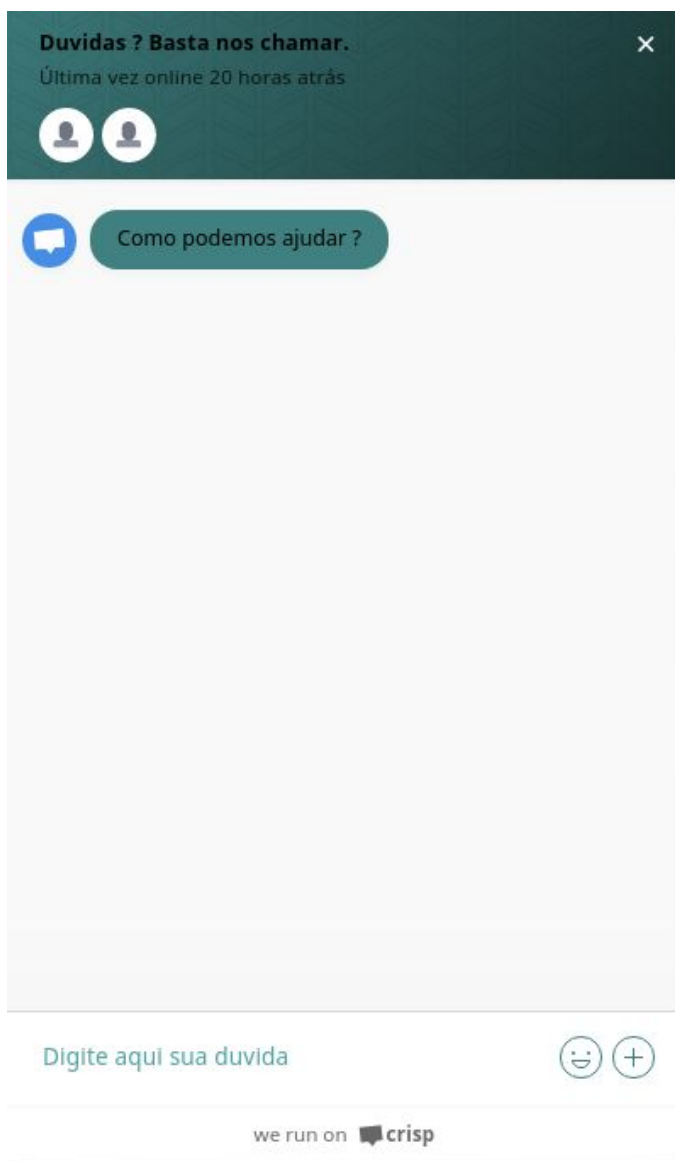 Duvidas ? Basta nos chamar.
Última vez online 20 horas atrás
Como podemos ajudar ?
Digite aqui sua duvida
we run on crisp